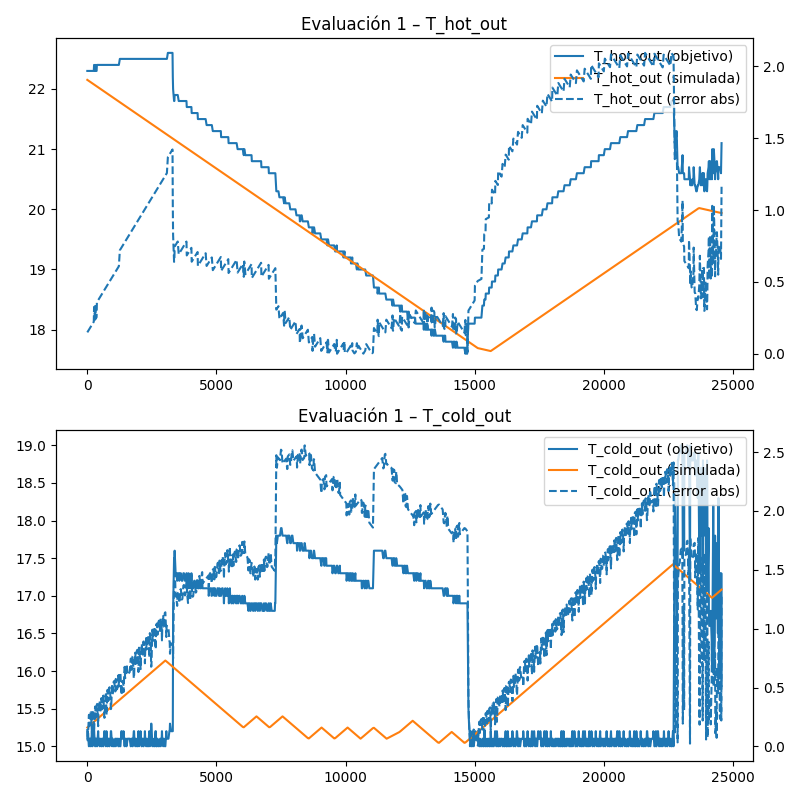 Evaluación 1 – T_hot_out
T_hot_out (objetivo)
T_hot_out (simulada)
T_hot_out (error abs)
22
21
20
19
18
2.0
1.5
1.0
0.5
0.0
0 5000 10000 15000 20000 25000
Evaluación 1 – T_cold_out
T_cold_out (objetivo)
T_cold_out (simulada)
T_cold_out (error abs)
19.0
18.5
18.0
17.5
17.0
16.5
16.0
15.5
15.0
2.5
2.0
1.5
1.0
0.5
0.0
0 5000 10000 15000 20000 25000